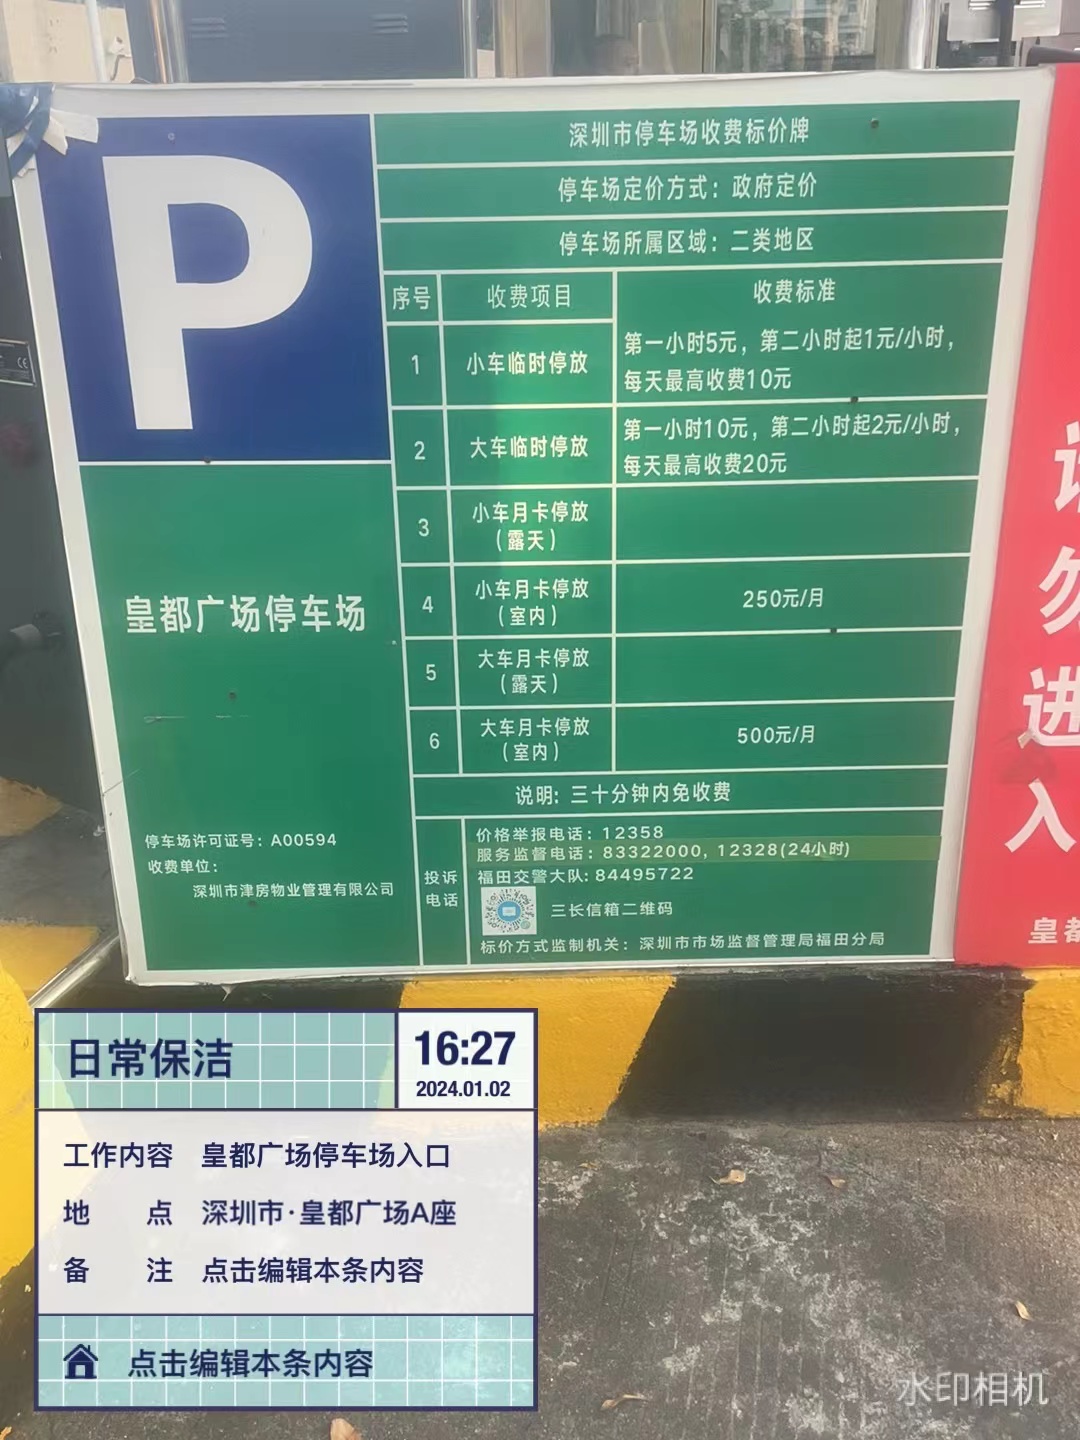 P
皇都广场停车场
停车场许可证号：A00594
收费单位：
深圳市津房物业管理有限公司
深圳市停车场收费标价牌
停车场定价方式：政府定价
停车场所属区域：二类地区
序号 收费项目 收费标准
1 小车临时停放 第一小时5元，第二小时起1元/小时，
每天最高收费10元
2 大车临时停放 第一小时10元，第二小时起2元/小时，
每天最高收费20元
3 小车月卡停放
（露天）
4 小车月卡停放
（室内） 250元/月
5 大车月卡停放
（露天）
6 大车月卡停放
（室内） 500元/月
说明：三十分钟内免收费
投诉
电话
价格举报电话：12358
服务监督电话：83322000，12328(24小时)
福田交警大队：84495722
三长信箱二维码
标价方式监制机关：深圳市市场监督管理局福田分局
勿
进
入
皇都
日常保洁
16:27
2024.01.02
工作内容 皇都广场停车场入口
地点 深圳市·皇都广场A座
备注 点击编辑本条内容
点击编辑本条内容
水印相机